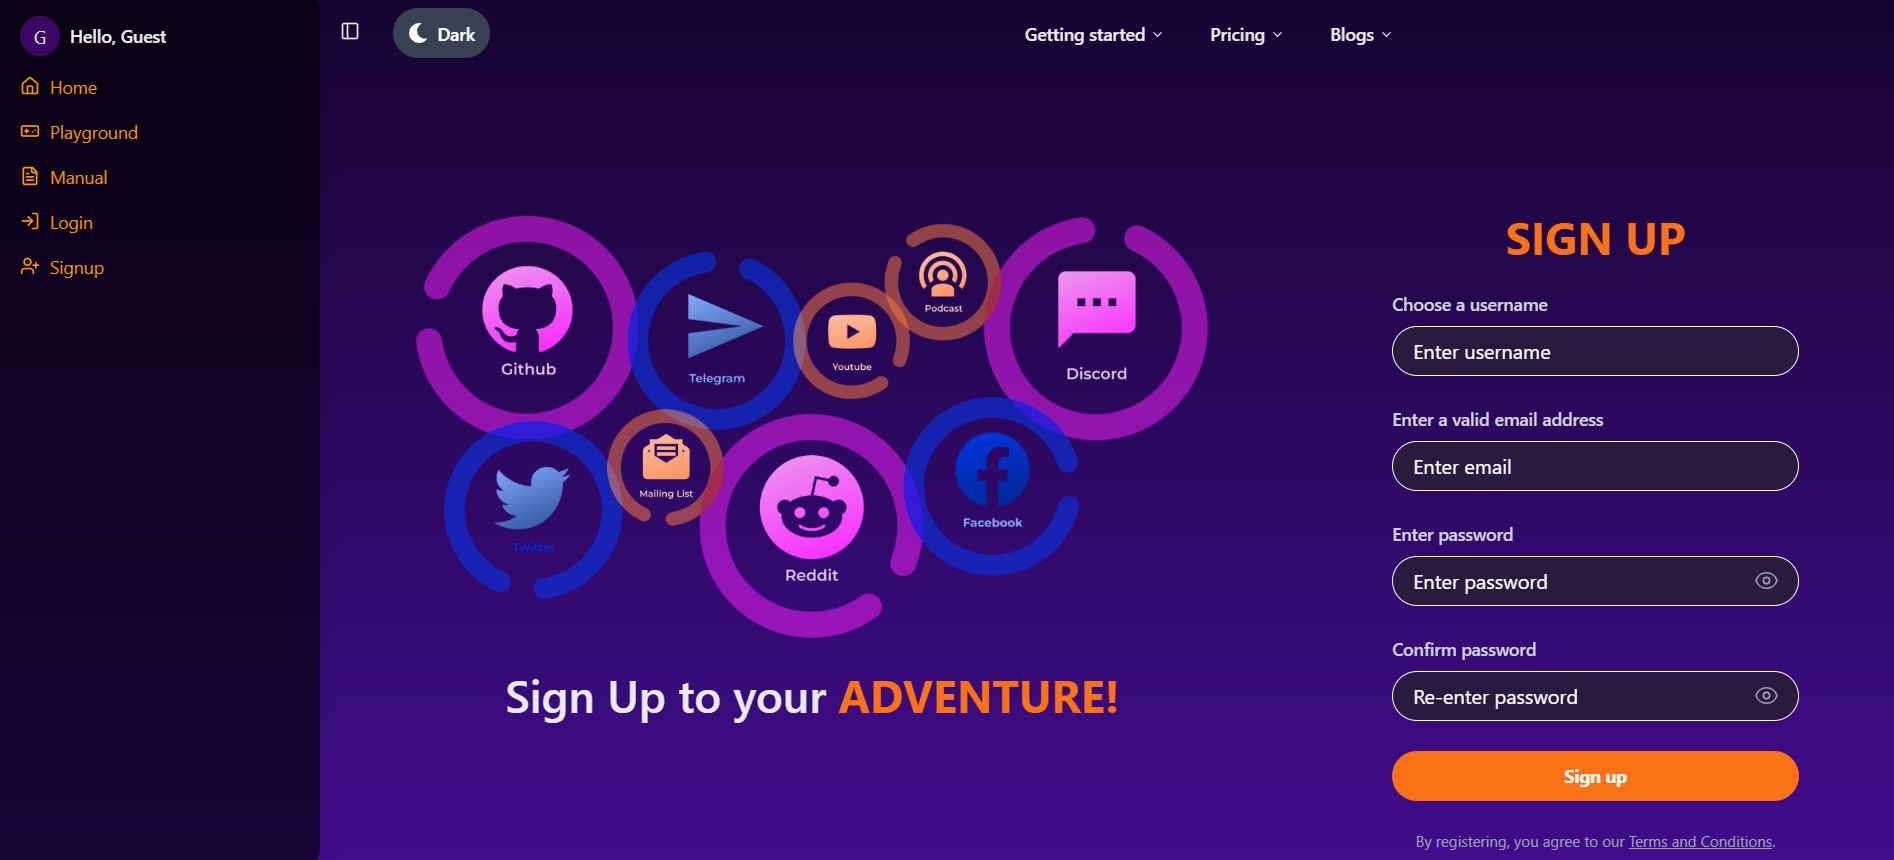 G
Hello, Guest
Home
Playground
Manual
Login
Signup
Dark
Getting started
Pricing
Blogs
Github
Telegram
Youtube
Podcast
Discord
Twitter
Mailing List
Reddit
Facebook
Sign Up to your ADVENTURE!
SIGN UP
Choose a username
Enter username
Enter a valid email address
Enter email
Enter password
Enter password
Confirm password
Re-enter password
Sign up
By registering, you agree to our Terms and Conditions.